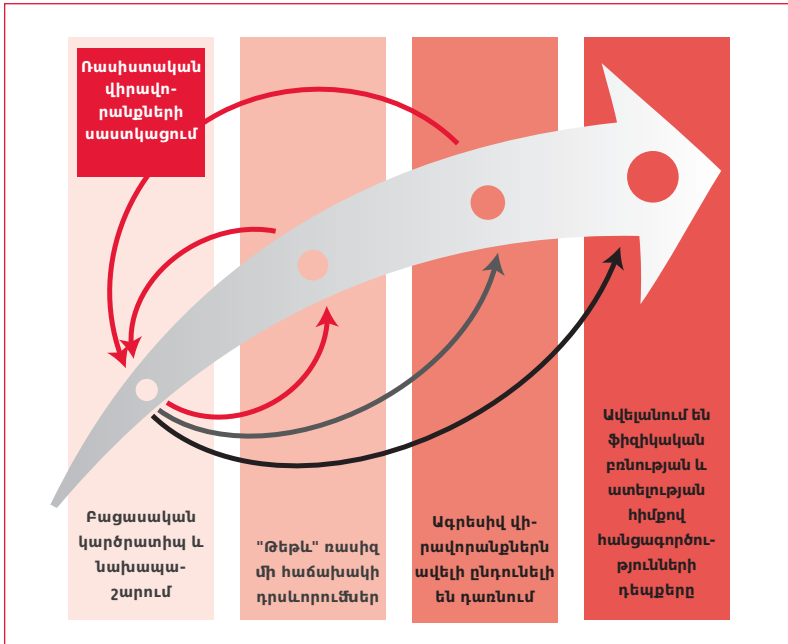 Ռասիստական
վիրավո-
րանքների
սաստկացում
Բացասական
կարծրատիպ և
նախապա-
շարում
"Թեթև" ռասիզ
մի հաճախակի
դրսևորումներ
Ագրեսիվ վի-
րավորանքներն
ավելի ընդունելի
են դառնում
Ավելանում են
ֆիզիկական
բռնության և
ատելության
հիմքով
հանցագործու-
թյունների
դեպքերը